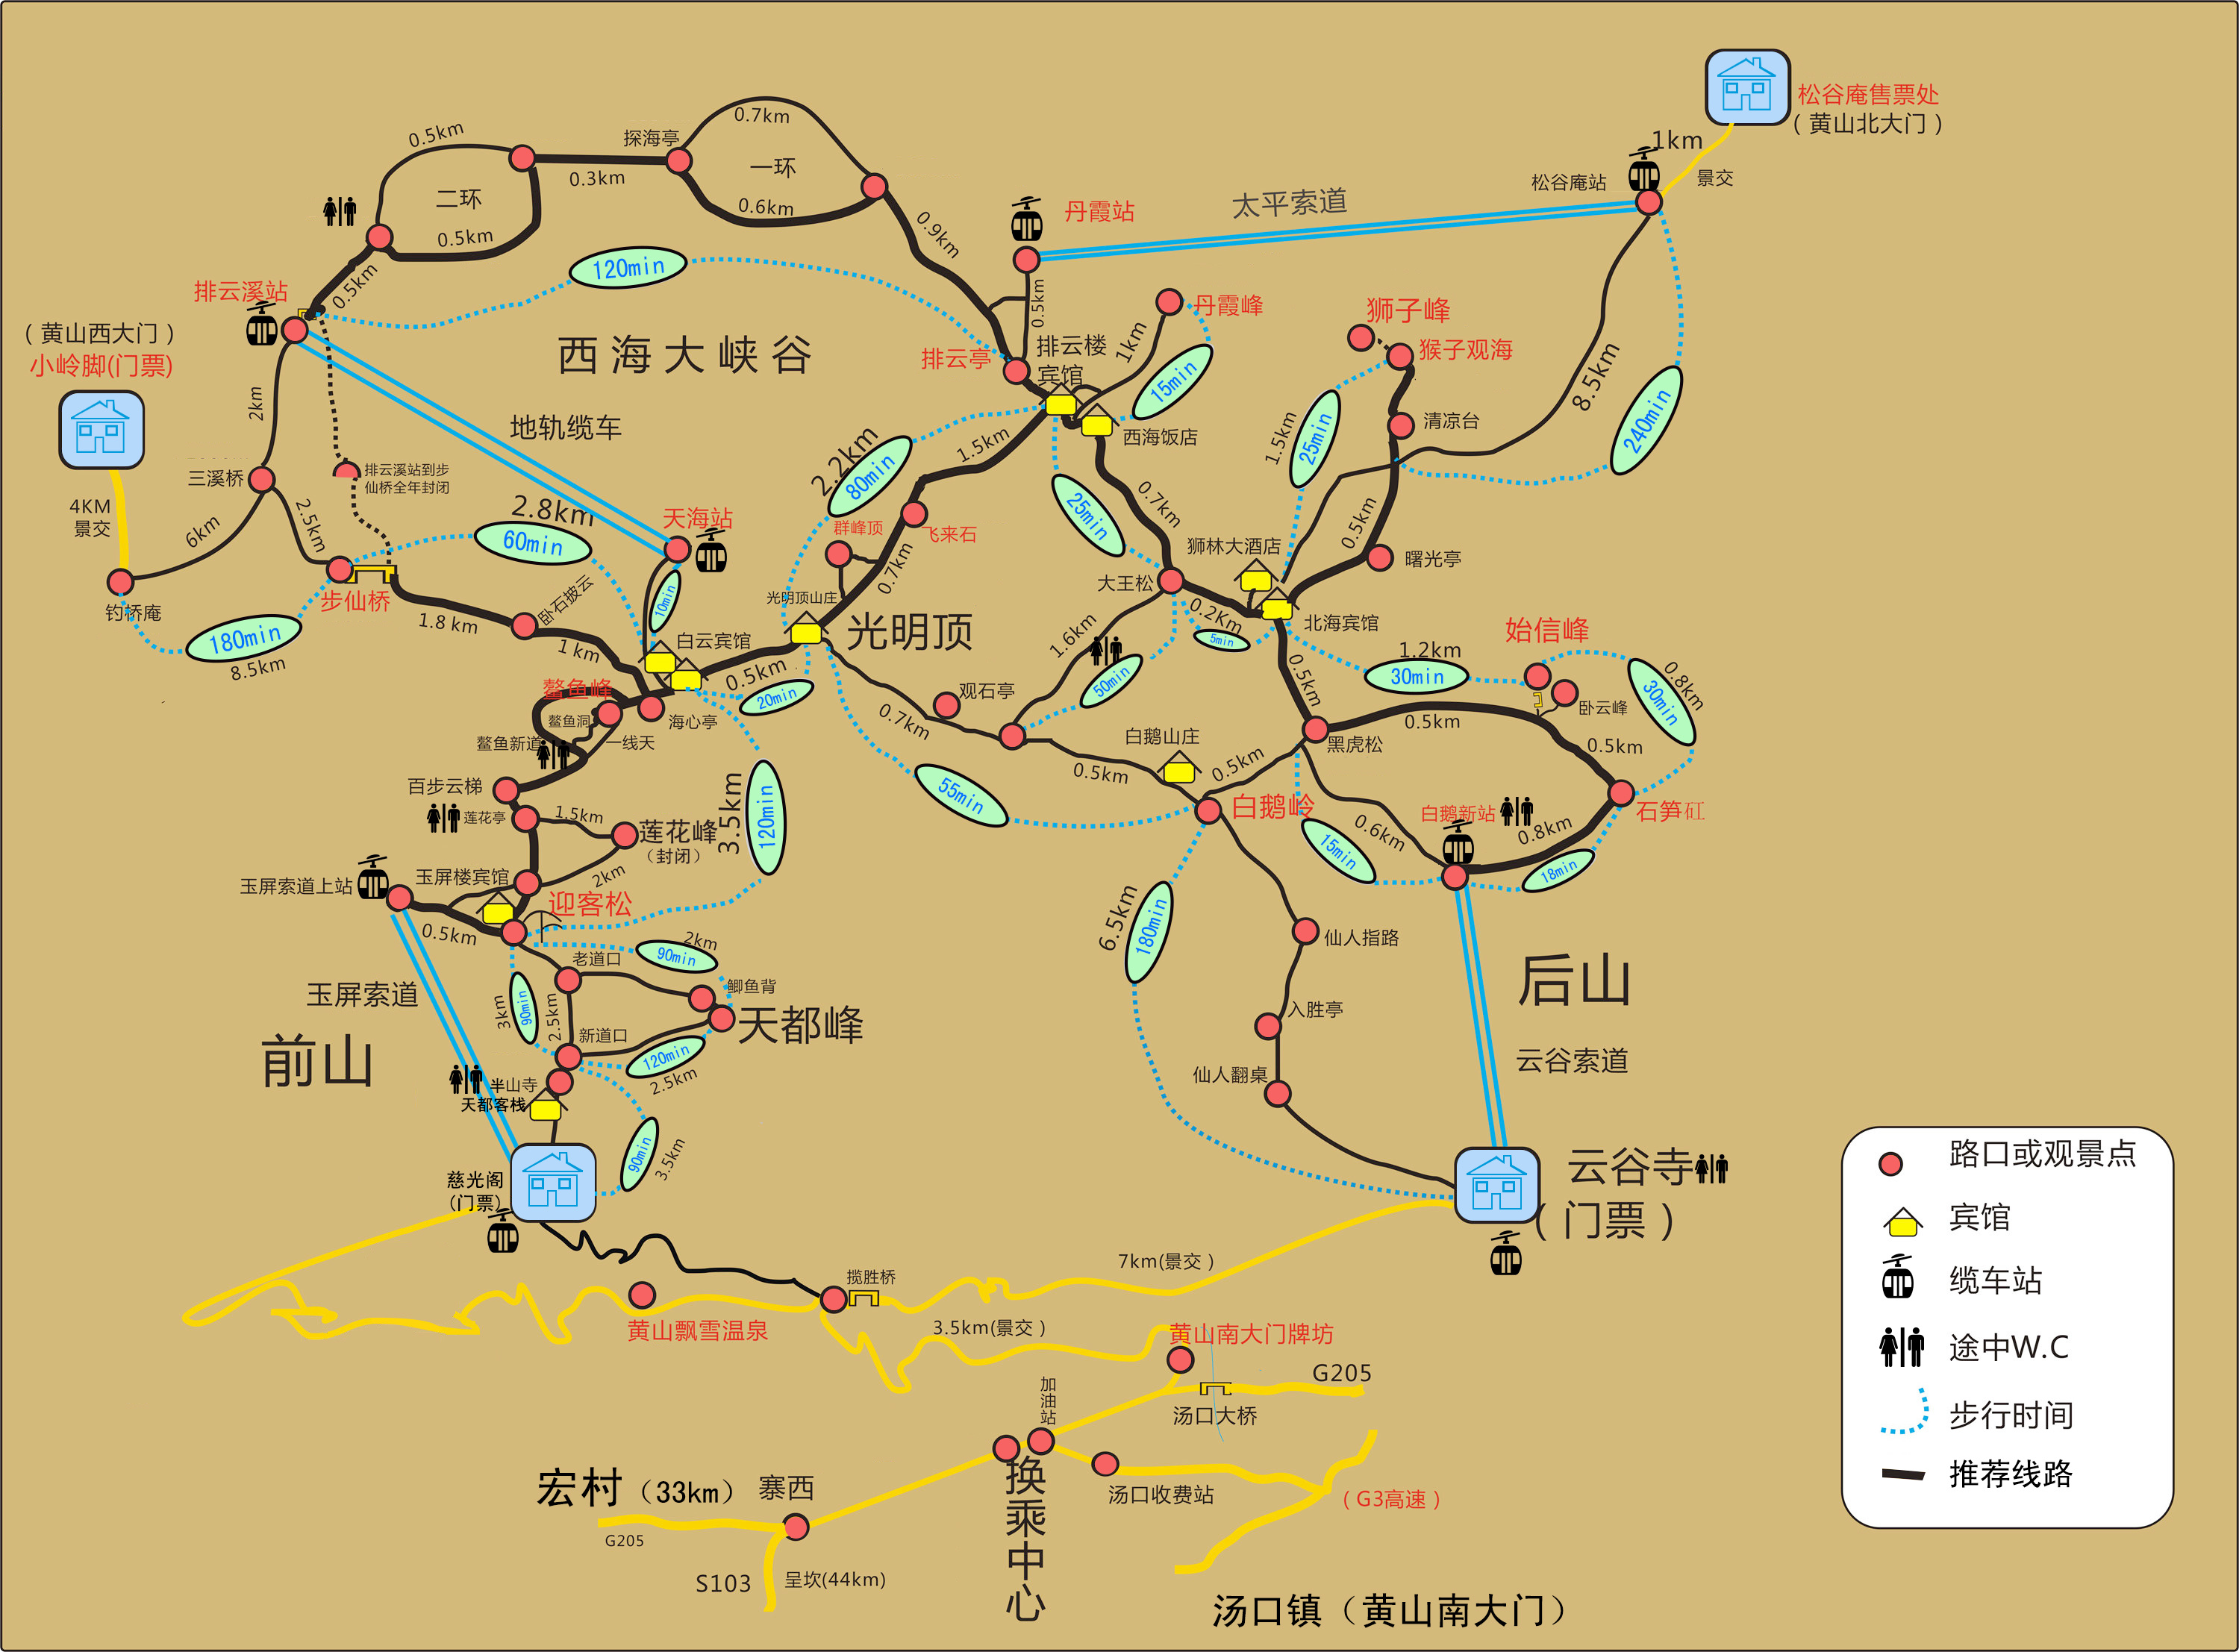 松谷庵售票处
（黄山北大门）
1km
景交
松谷庵站
太平索道
丹霞站
0.7km
一环
0.6km
探海亭
0.3km
0.5km
二环
0.5km
0.9km
0.5km
120min
排云溪站
（黄山西大门）
小岭脚(门票)
西海大峡谷
地轨缆车
2km
4KM
景交
三溪桥
6km
2.5km
钓桥庵
180min
8.5km
排云溪站到步
仙桥全年封闭
步仙桥
2.8km
60min
1.8 km
卧石披云
1 km
天海站
10min
白云宾馆
0.5km
20min
海心亭
鳌鱼峰
鳌鱼洞
鳌鱼新道
一线天
百步云梯
莲花亭
1.5km
莲花峰
（封闭）
2km
3.5km
120min
玉屏楼宾馆
玉屏索道上站
0.5km
迎客松
玉屏索道
前山
老道口
2km
90min
鲫鱼背
天都峰
3km
90min
2.5km
新道口
120min
2.5km
半山寺
天都客栈
90min
3.5km
慈光阁
(门票)
0.5km
排云亭
排云楼
宾馆
1km
丹霞峰
15min
西海饭店
2.2km
80min
1.5km
群峰顶
飞来石
0.7km
光明顶山庄
光明顶
25min
0.7km
大王松
狮子峰
猴子观海
清凉台
1.5km
25min
8.5km
240min
0.5km
曙光亭
狮林大酒店
北海宾馆
0.2Km
5min
1.6km
50min
观石亭
0.7km
0.5km
55min
白鹅山庄
0.5km
白鹅岭
0.5km
黑虎松
1.2km
30min
始信峰
卧云峰
0.5km
0.5km
0.8km
30min
石笋矼
白鹅新站
0.6km
15min
0.8km
18min
6.5km
180min
仙人指路
入胜亭
仙人翻桌
后山
云谷索道
云谷寺
（门票）
7km(景交）
揽胜桥
黄山飘雪温泉
3.5km(景交）
黄山南大门牌坊
G205
汤口大桥
加油站
换乘中心
汤口收费站
（G3高速）
宏村（33km）
寨西
G205
S103
呈坎(44km)
汤口镇（黄山南大门）
路口或观景点
宾馆
缆车站
途中W.C
步行时间
推荐线路